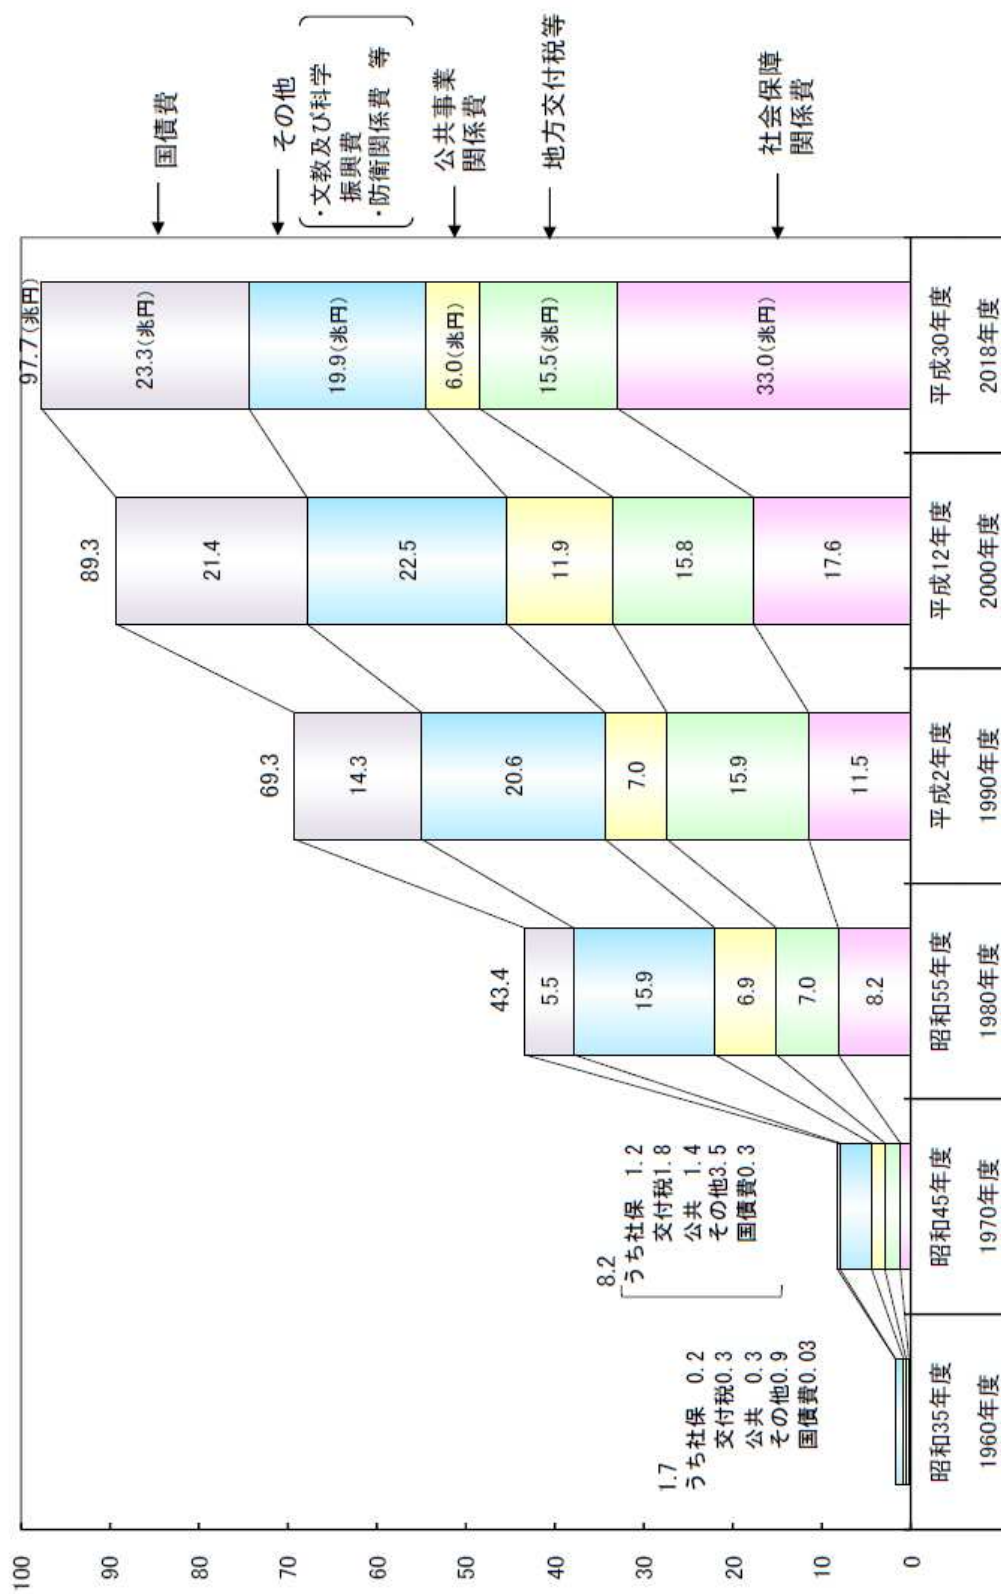 100
90
80
70
60
50
40
30
20
10
0
1.7
うち社保 0.2
交付税0.3
公共 0.3
その他0.9
国債費0.03
8.2
うち社保 1.2
交付税1.8
公共 1.4
その他3.5
国債費0.3
43.4
5.5
15.9
6.9
7.0
8.2
69.3
14.3
20.6
7.0
15.9
11.5
89.3
21.4
22.5
11.9
15.8
17.6
97.7(兆円)
23.3(兆円)
19.9(兆円)
6.0(兆円)
15.5(兆円)
33.0(兆円)
国債費
その他
・文教及び科学
振興費
・防衛関係費 等
公共事業
関係費
地方交付税等
社会保障
関係費
昭和35年度
1960年度
昭和45年度
1970年度
昭和55年度
1980年度
平成2年度
1990年度
平成12年度
2000年度
平成30年度
2018年度